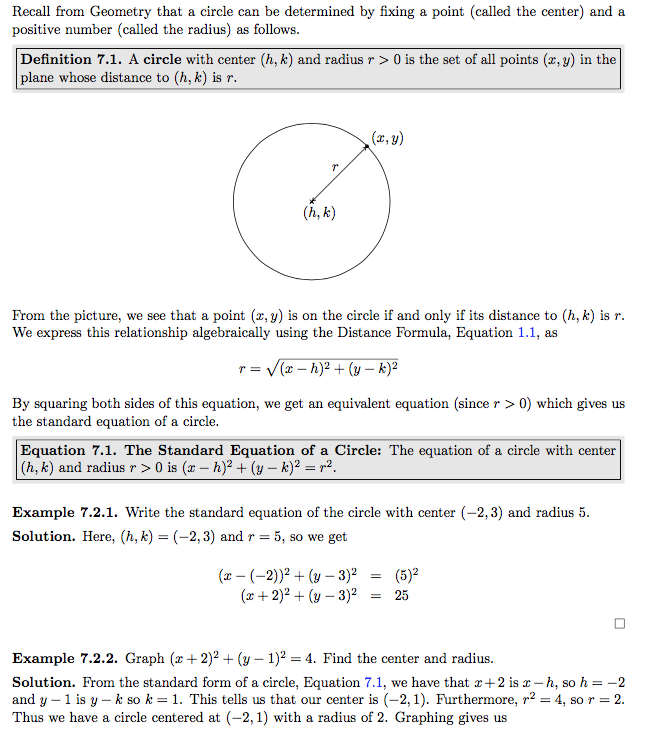 Recall from Geometry that a circle can be determined by fixing a point (called the center) and a
positive number (called the radius) as follows.
Definition 7.1. A circle with center (h, k) and radius r > 0 is the set of all points (x, y) in the
plane whose distance to (h, k) is r.
(x, y)
r
(h, k)
From the picture, we see that a point (x, y) is on the circle if and only if its distance to (h, k) is r.
We express this relationship algebraically using the Distance Formula, Equation 1.1, as
r = √(x − h)² + (y − k)²
By squaring both sides of this equation, we get an equivalent equation (since r > 0) which gives us
the standard equation of a circle.
Equation 7.1. The Standard Equation of a Circle: The equation of a circle with center
(h, k) and radius r > 0 is (x − h)² + (y − k)² = r².
Example 7.2.1. Write the standard equation of the circle with center (−2, 3) and radius 5.
Solution. Here, (h, k) = (−2, 3) and r = 5, so we get
(x − (−2))² + (y − 3)² = (5)²
(x + 2)² + (y − 3)² = 25
□
Example 7.2.2. Graph (x + 2)² + (y − 1)² = 4. Find the center and radius.
Solution. From the standard form of a circle, Equation 7.1, we have that x + 2 is x − h, so h = −2
and y − 1 is y − k so k = 1. This tells us that our center is (−2, 1). Furthermore, r² = 4, so r = 2.
Thus we have a circle centered at (−2, 1) with a radius of 2. Graphing gives us